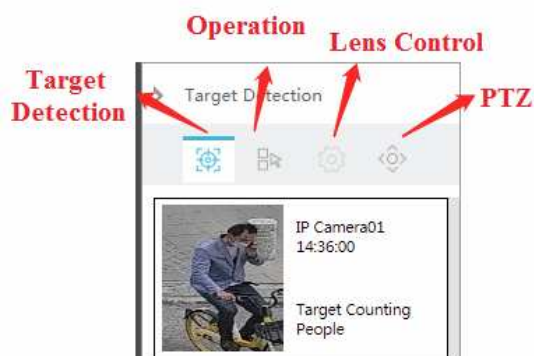 Operation
Lens Control
Target
Detection
Target Detection
PTZ
IP Camera01
14:36:00
Target Counting
People